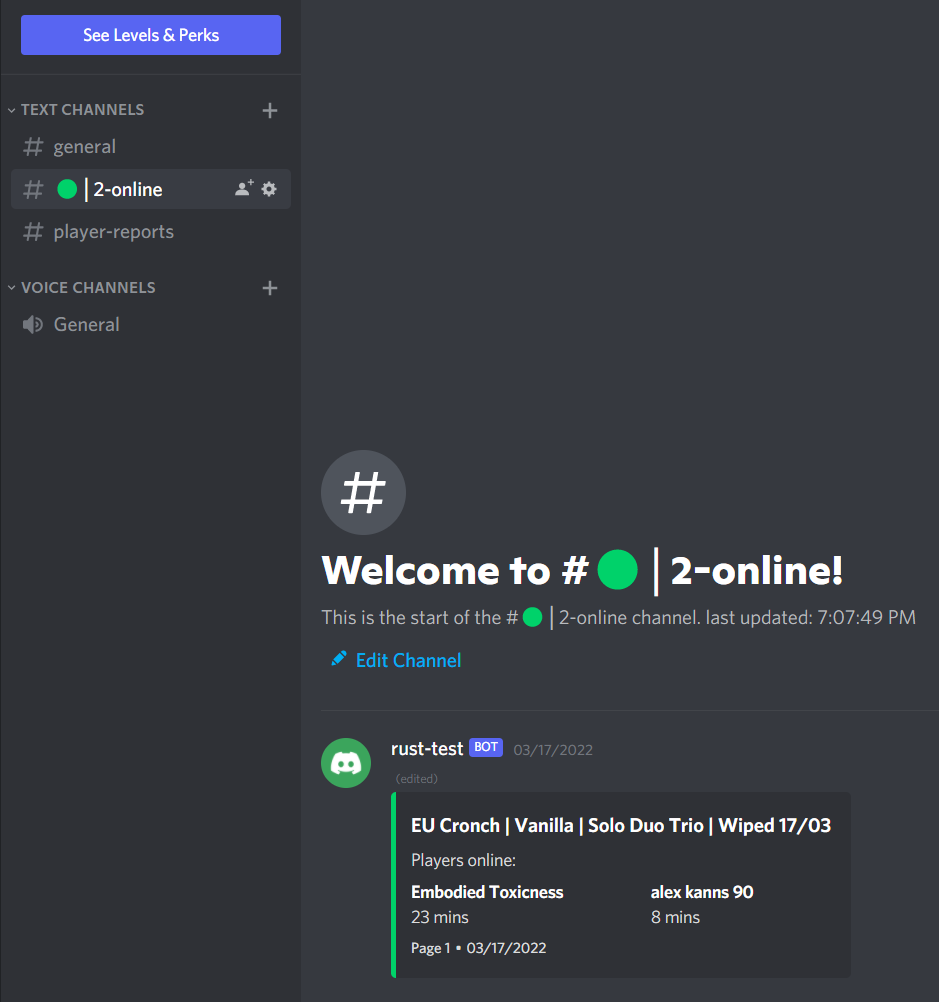 See Levels & Perks
TEXT CHANNELS
# general
# 🟢 | 2-online
# player-reports
VOICE CHANNELS
General
#
Welcome to # 🟢 | 2-online!
This is the start of the # 🟢 | 2-online channel. last updated: 7:07:49 PM
Edit Channel
rust-test BOT 03/17/2022
(edited)
EU Cronch | Vanilla | Solo Duo Trio | Wiped 17/03
Players online:
Embodied Toxicness alex kanns 90
23 mins 8 mins
Page 1 • 03/17/2022